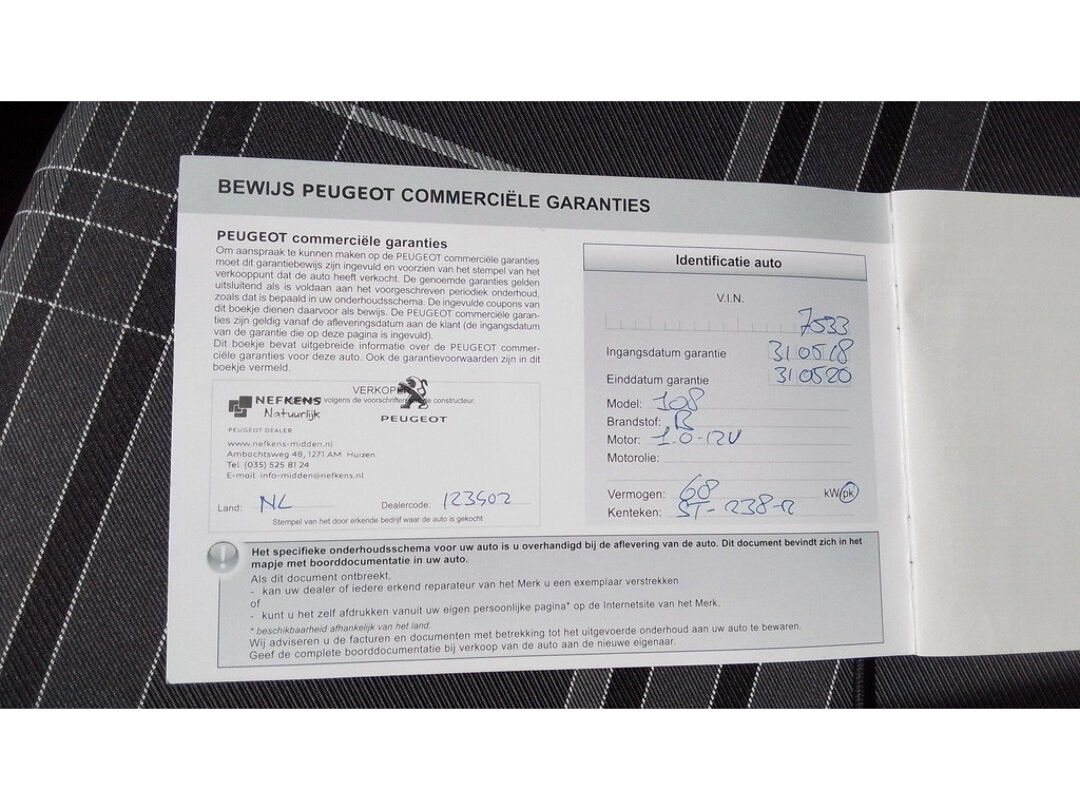 BEWIJS PEUGEOT COMMERCIËLE GARANTIES
PEUGEOT commerciële garanties
Om aanspraak te kunnen maken op de PEUGEOT commerciële garanties
moet dit garantiebewijs zijn ingevuld en voorzien van het stempel van het
verkooppunt dat de auto heeft verkocht. De genoemde garanties gelden
uitsluitend als is voldaan aan het voorgeschreven periodiek onderhoud,
zoals dat is bepaald in uw onderhoudsschema. De ingevulde coupons van
dit boekje dienen daarvoor als bewijs. De PEUGEOT commerciële garan-
ties zijn geldig vanaf de afleveringsdatum aan de klant (de ingangsdatum
van de garantie die op deze pagina is ingevuld).
Dit boekje bevat uitgebreide informatie over de PEUGEOT commer-
ciële garanties voor deze auto. Ook de garantievoorwaarden zijn in dit
boekje vermeld.
NEFKENS volgens de voorschriften constructeur.
Natuurlijk
PEUGEOT
PEUGEOT DEALER
www.nefkens-midden.nl
Ambachtsweg 48, 1271 AM Huizen
Tel. (035) 525 81 24
E-mail info-midden@nefkens.nl
Land: NL Dealercode: 123S02
Stempel van het door erkende bedrijf waar de auto is gekocht
Identificatie auto
V.I.N.
7533
Ingangsdatum garantie 310518
Einddatum garantie 310520
Model: 108
Brandstof: B
Motor: 1.0-12V
Motorolie:
Vermogen: 68 kW/pk
Kenteken: ST-238-R
Het specifieke onderhoudsschema voor uw auto is u overhandigd bij de aflevering van de auto. Dit document bevindt zich in het
mapje met boorddocumentatie in uw auto.
Als dit document ontbreekt,
- kan uw dealer of iedere erkend reparateur van het Merk u een exemplaar verstrekken
of
- kunt u het zelf afdrukken vanuit uw eigen persoonlijke pagina* op de Internetsite van het Merk.
* beschikbaarheid afhankelijk van het land.
Wij adviseren u de facturen en documenten met betrekking tot het uitgevoerde onderhoud aan uw auto te bewaren.
Geef de complete boorddocumentatie bij verkoop van de auto aan de nieuwe eigenaar.